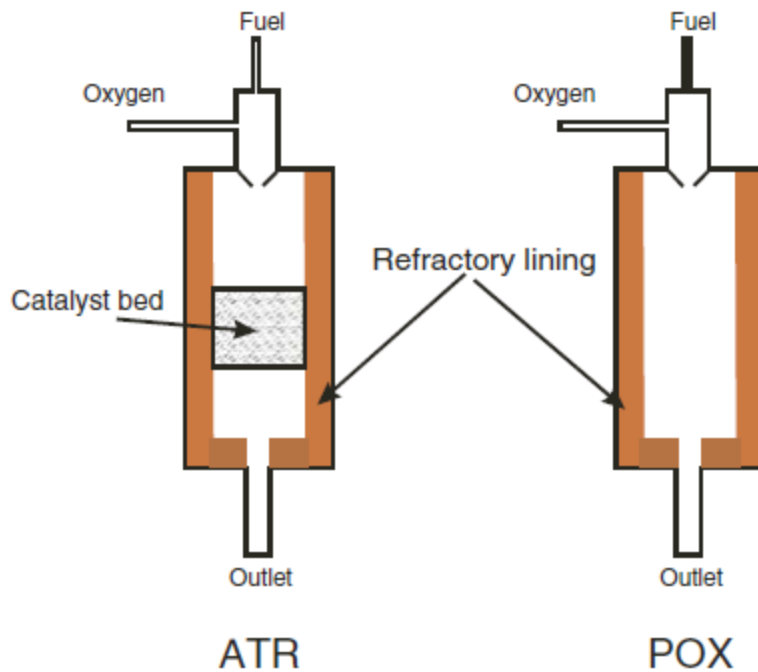 Fuel
Fuel
Oxygen
Oxygen
Refractory lining
Catalyst bed
Outlet
Outlet
ATR
POX